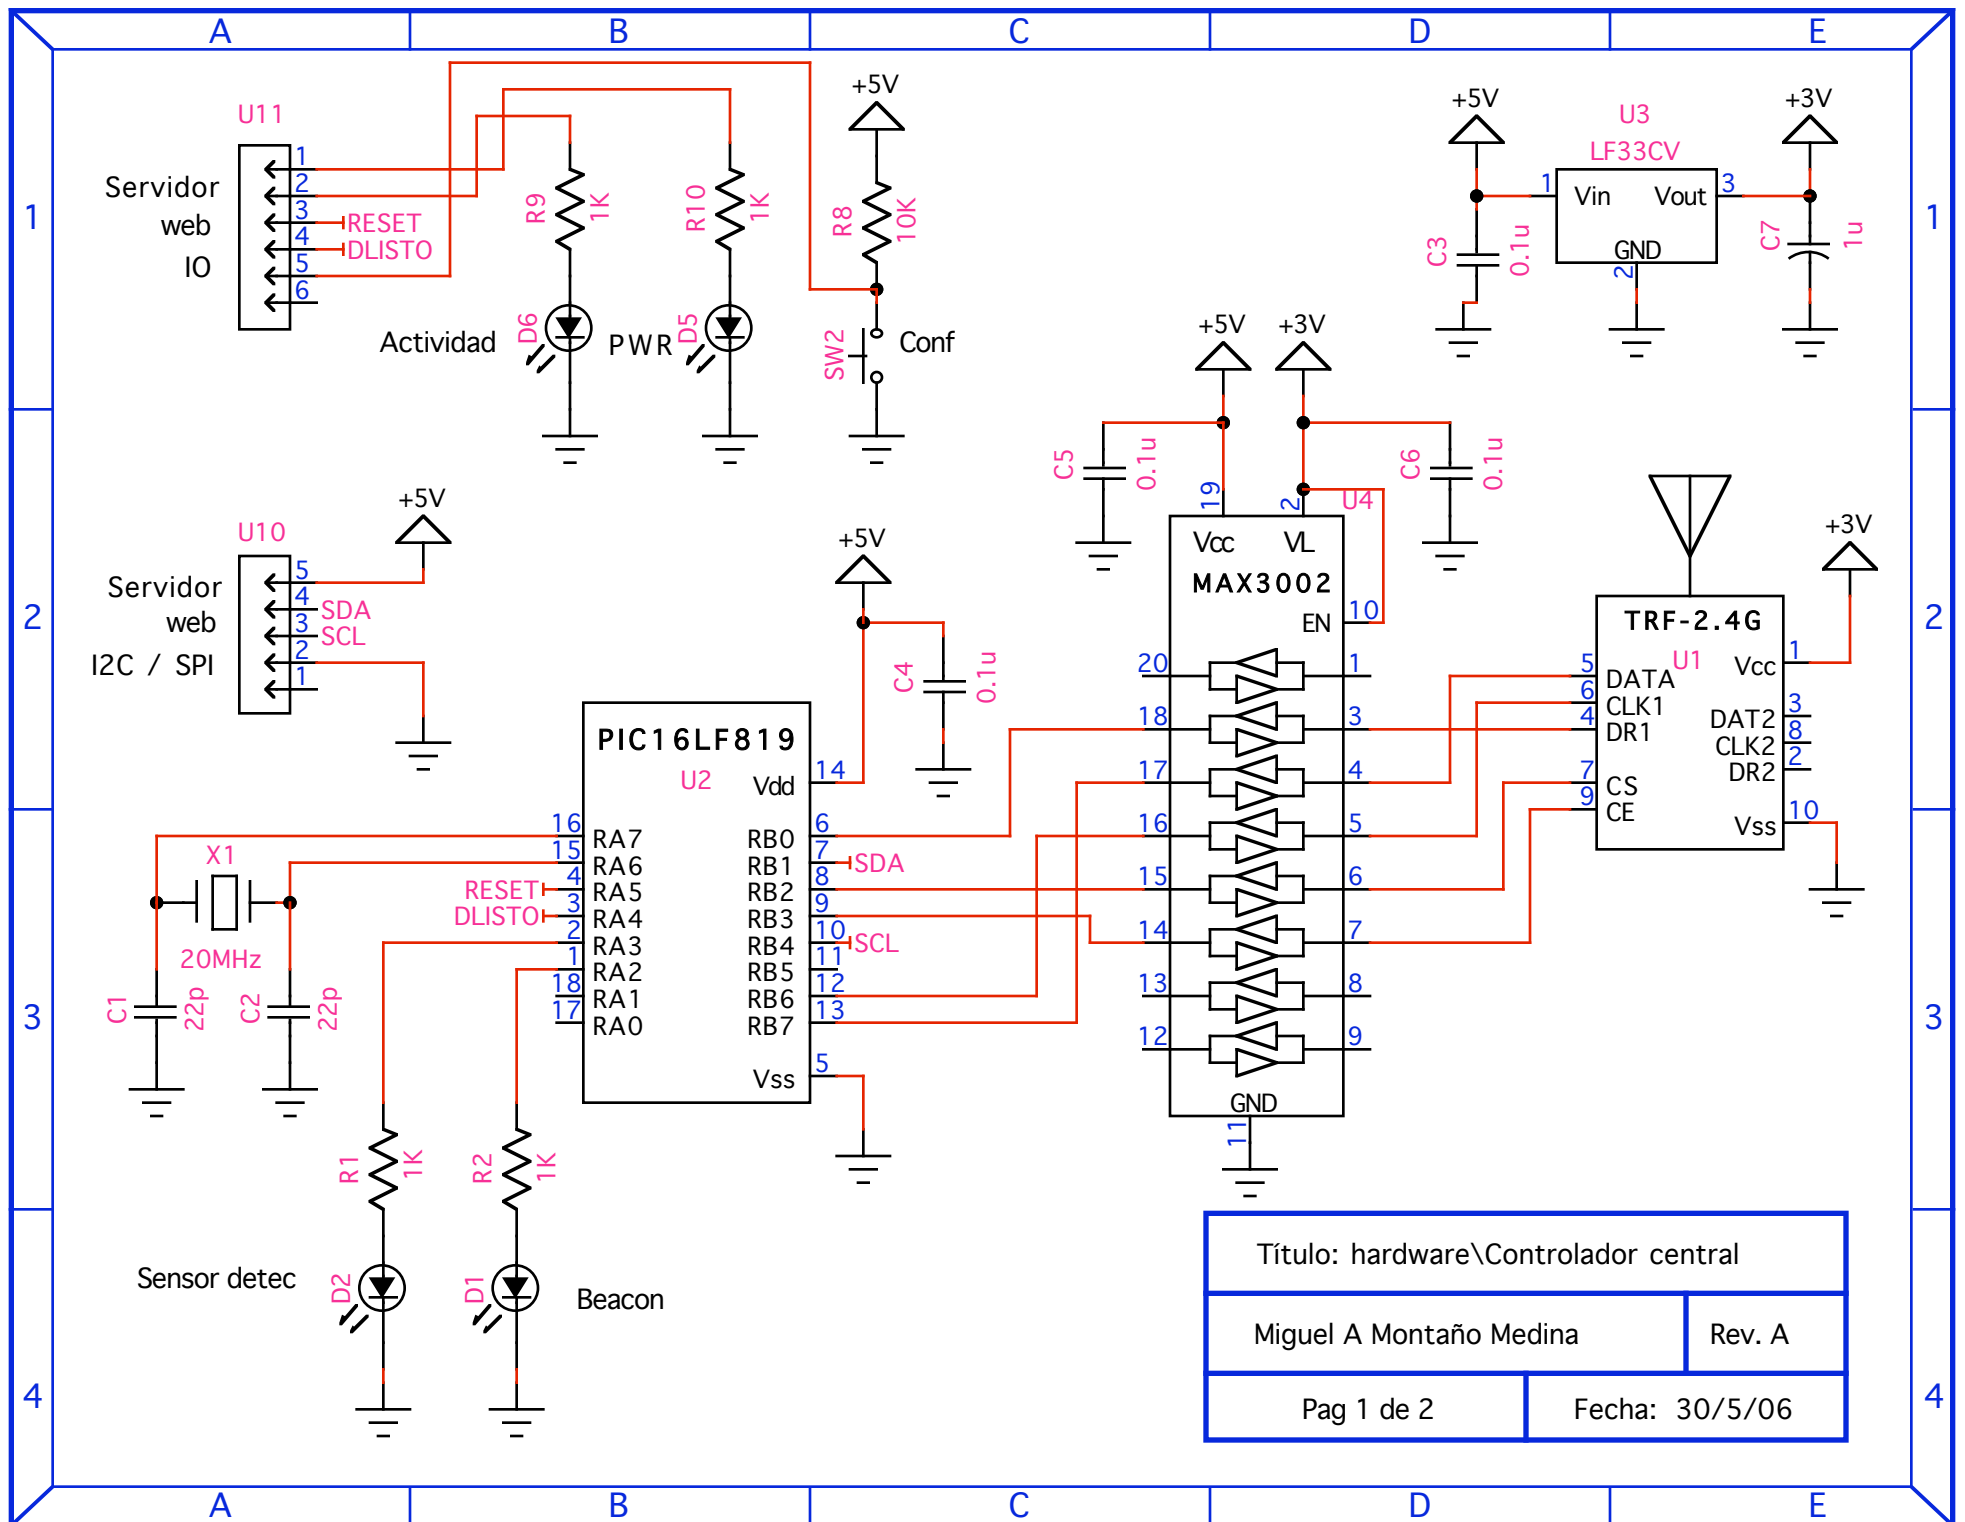 A B C D E
1
2
3
4
U11
Servidor
web
IO
1
2
3 RESET
4 DLISTO
5
6
R9 1K
R10 1K
D6
Actividad
D5
PWR
+5V
R8 10K
SW2
Conf
+5V
C3 0.1u
U3
LF33CV
1 Vin
Vout 3
GND
2
+3V
C7 1u
U10
Servidor
web
I2C / SPI
+5V
5
4 SDA
3 SCL
2
1
+5V
C4 0.1u
PIC16LF819
U2
Vdd 14
16 RA7
15 RA6
RESET 4 RA5
DLISTO 3 RA4
2 RA3
1 RA2
18 RA1
17 RA0
RB0 6
RB1 7 SDA
RB2 8
RB3 9
RB4 10 SCL
RB5 11
RB6 12
RB7 13
Vss 5
X1
20MHz
C1 22p
C2 22p
R1 1K
R2 1K
Sensor detec
D2
D1
Beacon
+5V
+3V
C5 0.1u
C6 0.1u
19
2
U4
Vcc VL
MAX3002
EN 10
20 1
18 3
17 4
16 5
15 6
14 7
13 8
12 9
GND
11
TRF-2.4G
U1
+3V
5 DATA
6 CLK1
4 DR1
7 CS
9 CE
Vcc 1
DAT2 3
CLK2 8
DR2 2
Vss 10
Título: hardware\Controlador central
Miguel A Montaño Medina
Rev. A
Pag 1 de 2
Fecha: 30/5/06
1
2
3
4
A B C D E